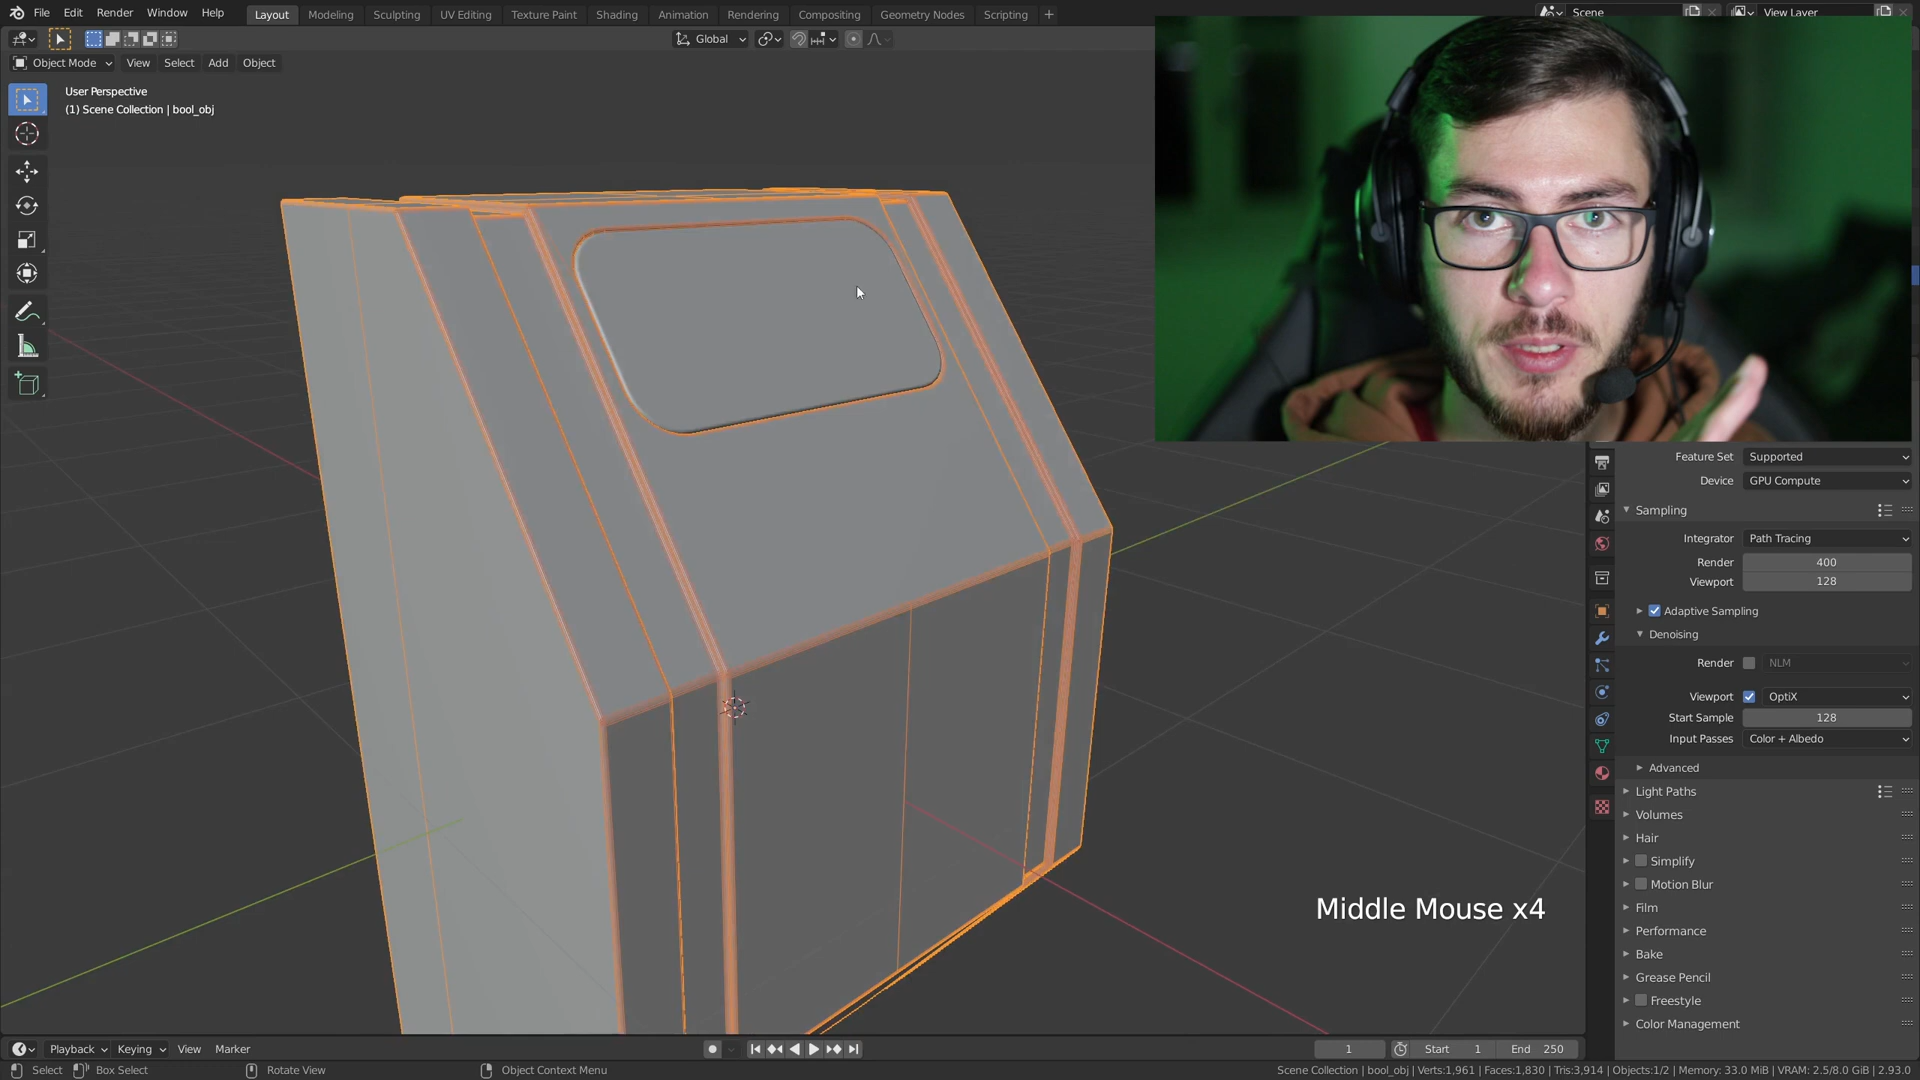 File Edit Render Window Help
Layout Modeling Sculpting UV Editing Texture Paint Shading Animation Rendering Compositing Geometry Nodes Scripting +
Scene View Layer
Global
Object Mode View Select Add Object
User Perspective
(1) Scene Collection | bool_obj
Feature Set Supported
Device GPU Compute
Sampling
Integrator Path Tracing
Render 400
Viewport 128
Adaptive Sampling
Denoising
Render NLM
Viewport OptiX
Start Sample 128
Input Passes Color + Albedo
Advanced
Light Paths
Volumes
Hair
Simplify
Motion Blur
Film
Performance
Bake
Grease Pencil
Freestyle
Color Management
Middle Mouse x4
Playback Keying View Marker
1 Start 1 End 250
Select Box Select Rotate View Object Context Menu
Scene Collection | bool_obj | Verts:1,961 | Faces:1,830 | Tris:3,914 | Objects:1/2 | Memory: 33.0 MiB | VRAM: 2.5/8.0 GiB | 2.93.0